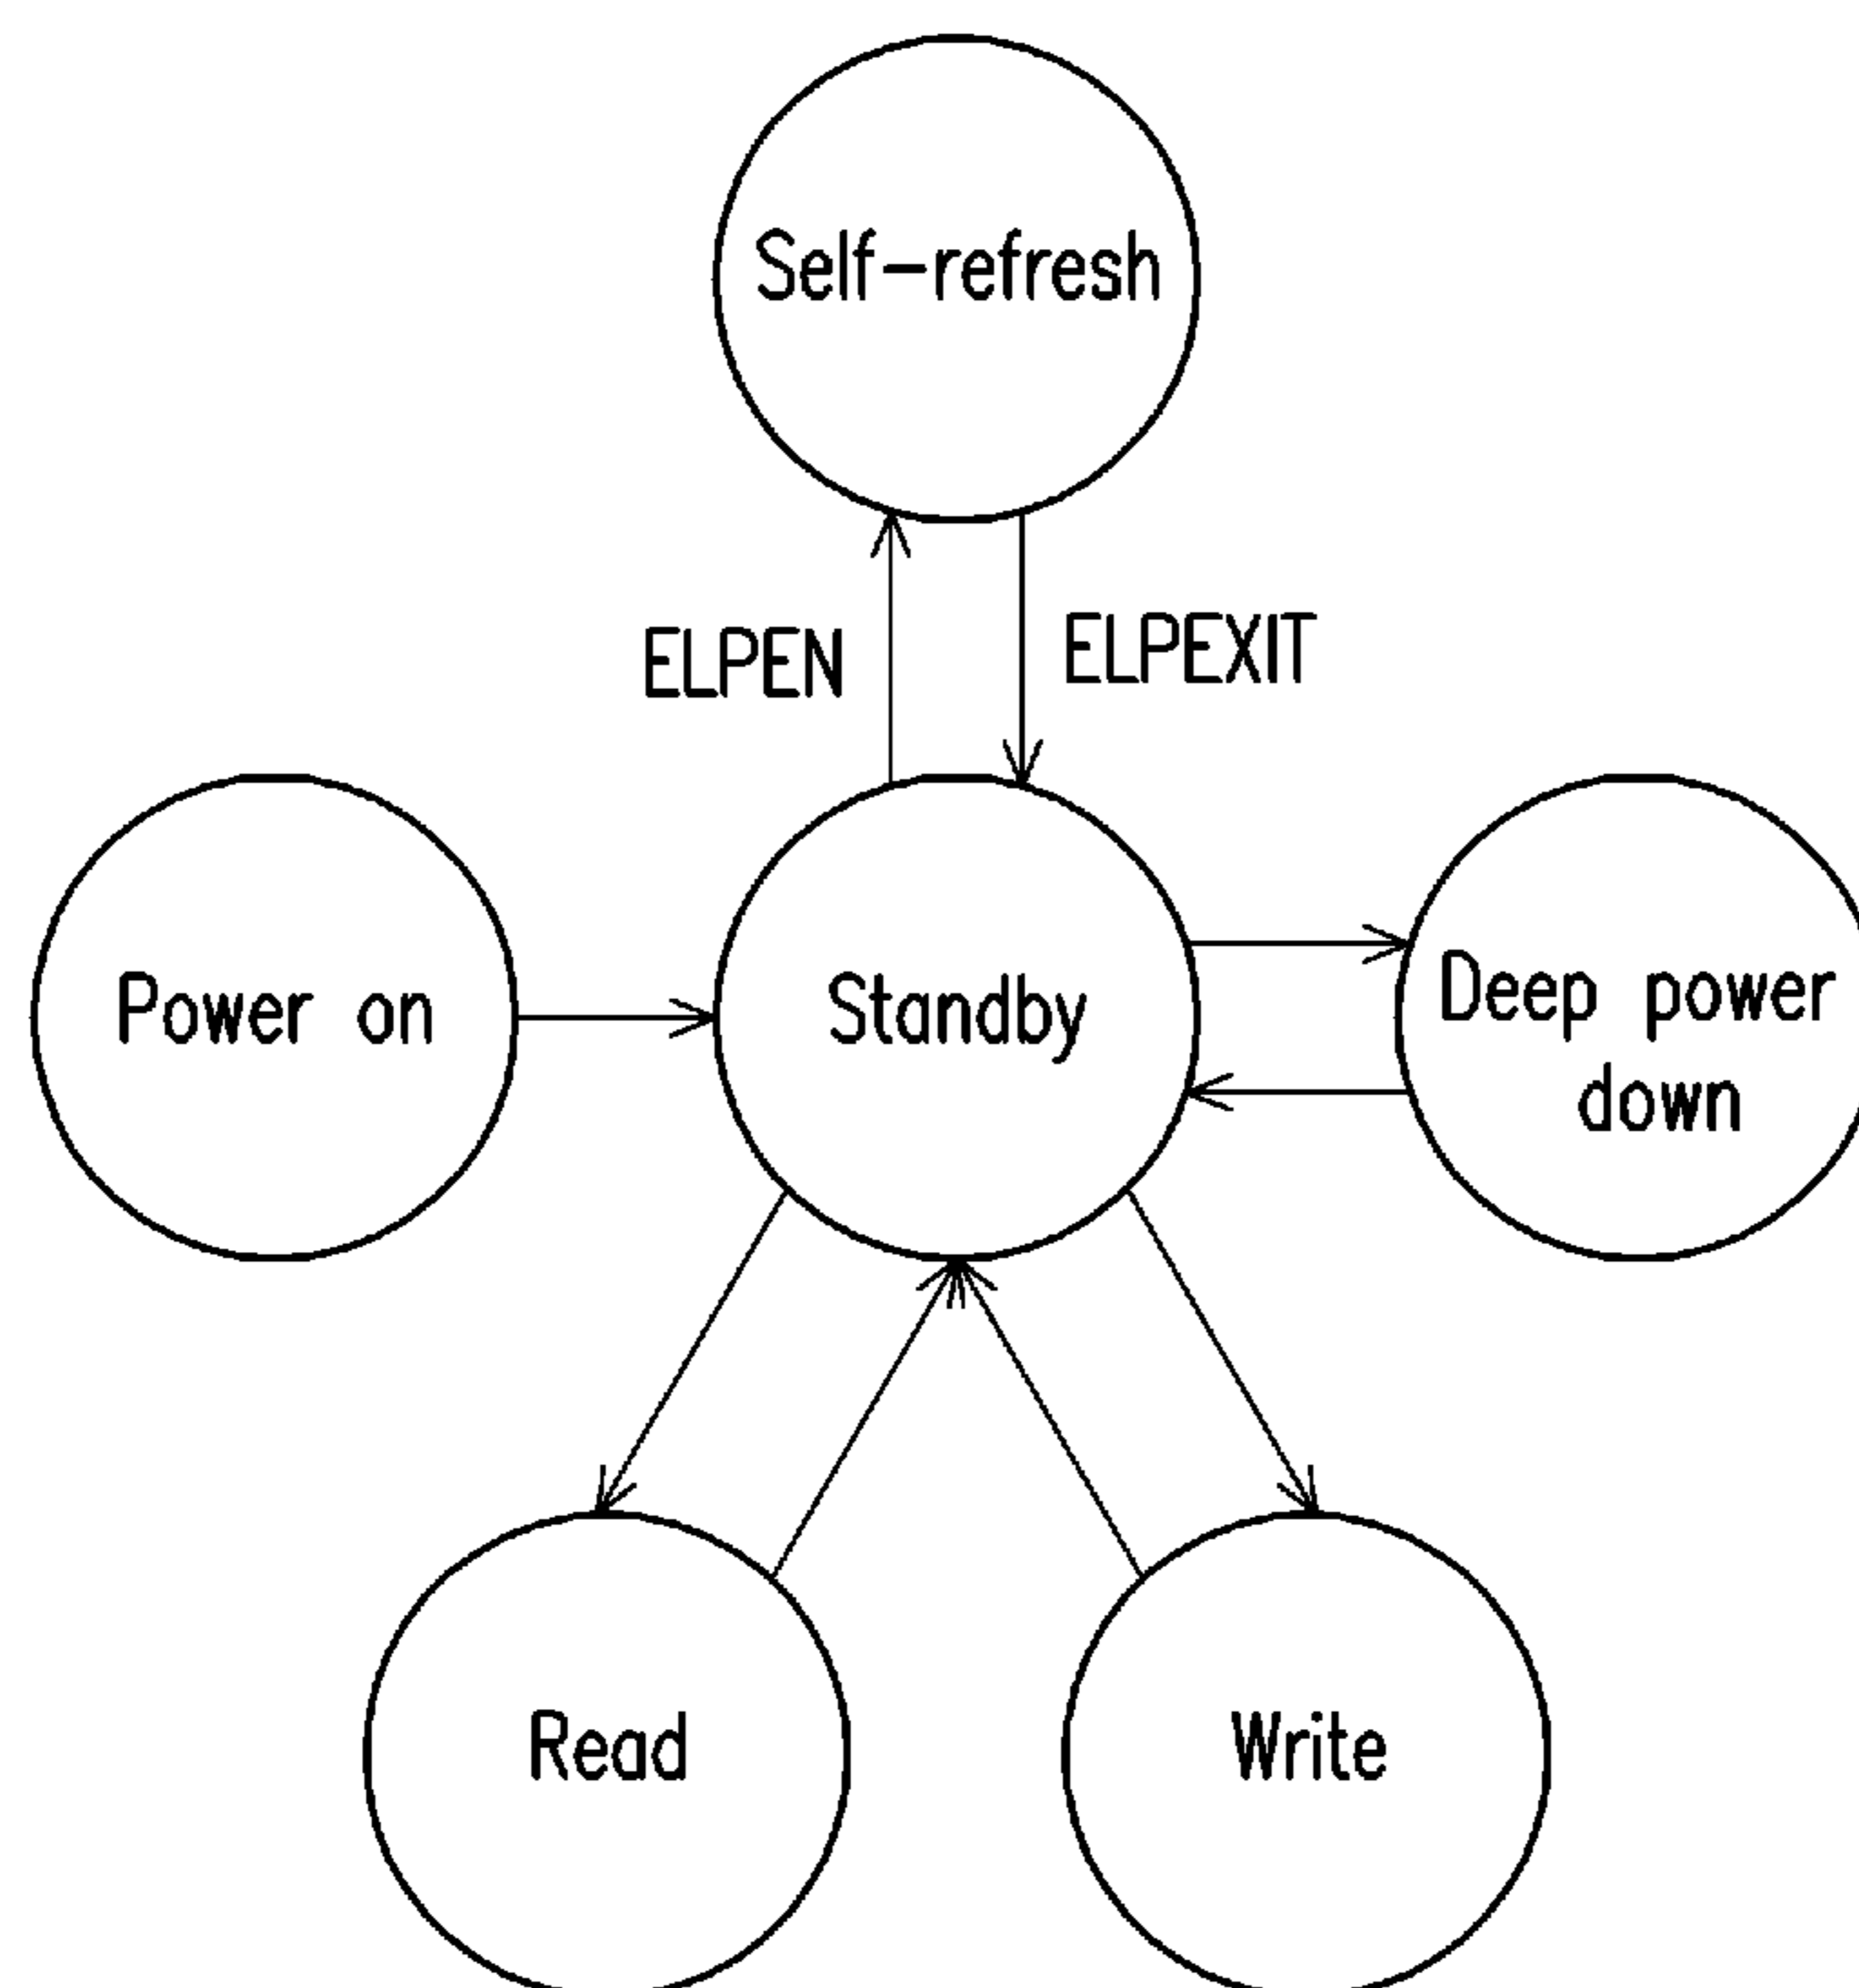 Self-refresh
ELPEN
ELPEXIT
Power on
Standby
Deep power
down
Read
Write